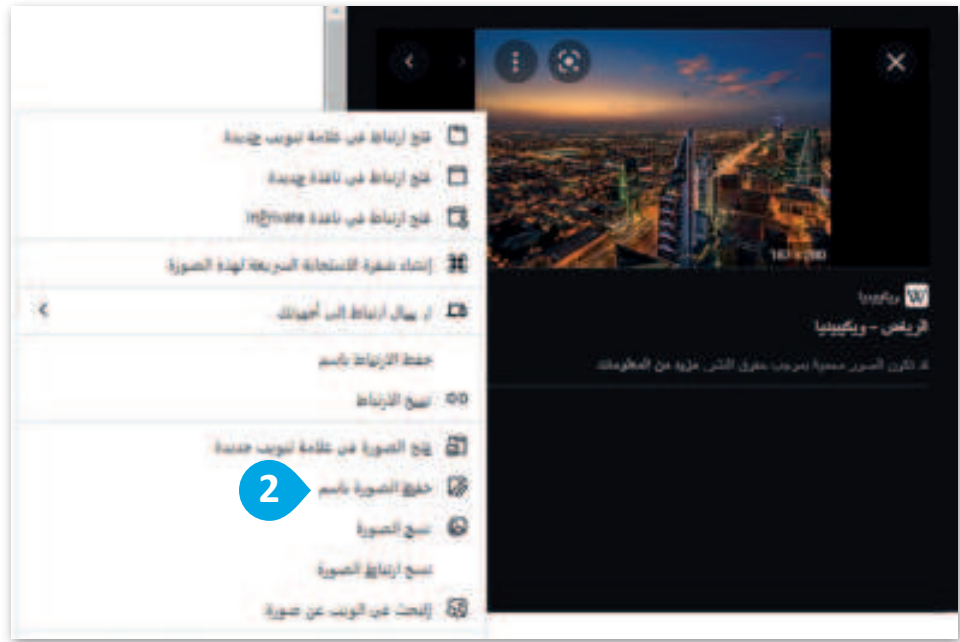 فتح ارتباط في علامة تبويب جديدة
فتح ارتباط في نافذة جديدة
فتح ارتباط في نافذة InPrivate
إنشاء شفرة الاستجابة السريعة لهذه الصورة
إرسال ارتباط إلى أجهزتك
حفظ الارتباط باسم
نسخ الارتباط
فتح الصورة في علامة تبويب جديدة
2
حفظ الصورة باسم
نسخ الصورة
نسخ ارتباط الصورة
البحث في الويب عن صورة
W ويكيبيديا
الرياض – ويكيبيديا
قد تكون الصور محمية بموجب حقوق النشر. مزيد من المعلومات